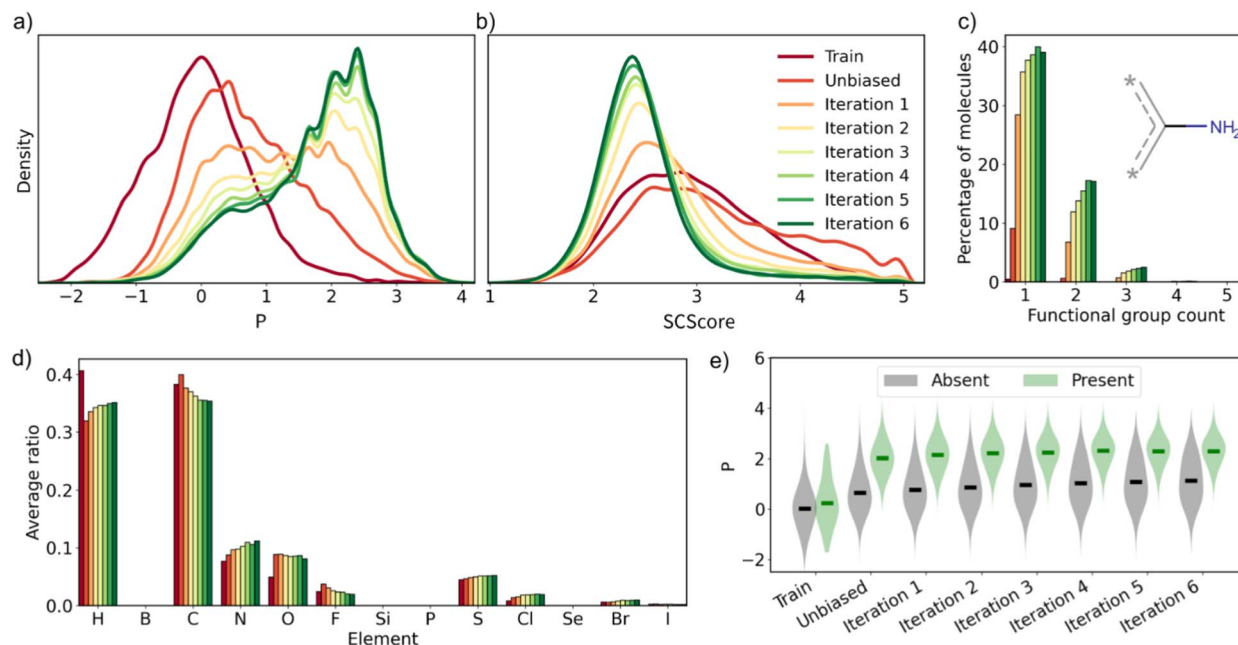 a)
Density
−2 −1 0 1 2 3 4
P
b)
Train
Unbiased
Iteration 1
Iteration 2
Iteration 3
Iteration 4
Iteration 5
Iteration 6
1 2 3 4 5
SCScore
c)
Percentage of molecules
40
30
20
10
0
* NH2
*
1 2 3 4 5
Functional group count
d)
Average ratio
0.4
0.3
0.2
0.1
0.0
H B C N O F Si P S Cl Se Br I
Element
e)
P
6
4
2
0
−2
Absent Present
Train Unbiased Iteration 1 Iteration 2 Iteration 3 Iteration 4 Iteration 5 Iteration 6